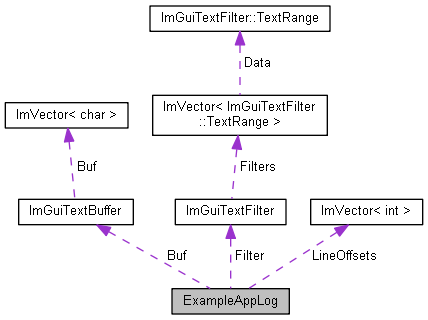 ImGuiTextFilter::TextRange
Data
ImVector< char >
ImVector< ImGuiTextFilter
::TextRange >
Buf
Filters
ImGuiTextBuffer
ImGuiTextFilter
ImVector< int >
Buf
Filter
LineOffsets
ExampleAppLog